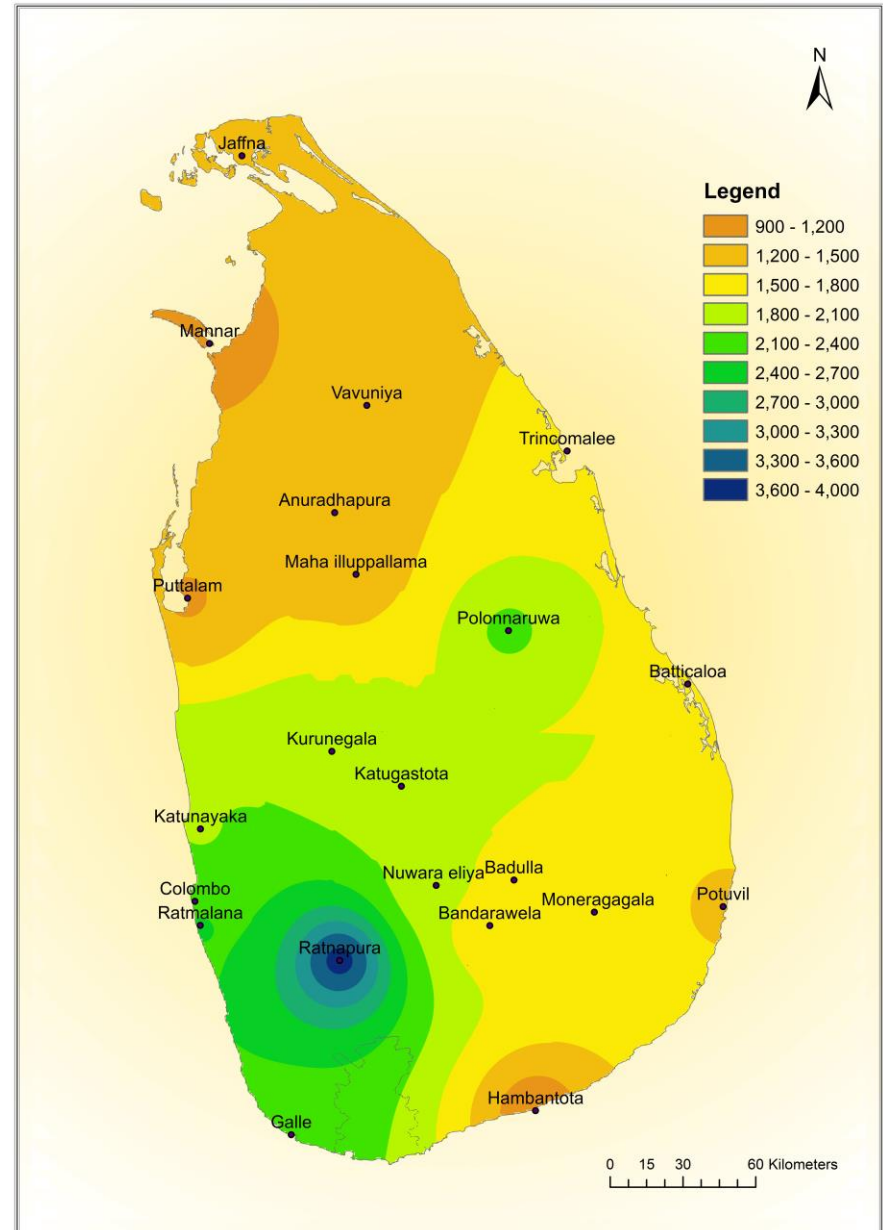 N
Jaffna
Legend
900 - 1,200
1,200 - 1,500
1,500 - 1,800
1,800 - 2,100
2,100 - 2,400
2,400 - 2,700
2,700 - 3,000
3,000 - 3,300
3,300 - 3,600
3,600 - 4,000
Mannar
Vavuniya
Trincomalee
Anuradhapura
Maha illuppallama
Puttalam
Polonnaruwa
Batticaloa
Kurunegala
Katugastota
Katunayaka
Nuwara eliya
Badulla
Colombo
Moneragagala
Potuvil
Ratmalana
Bandarawela
Ratnapura
Hambantota
Galle
0 15 30 60 Kilometers